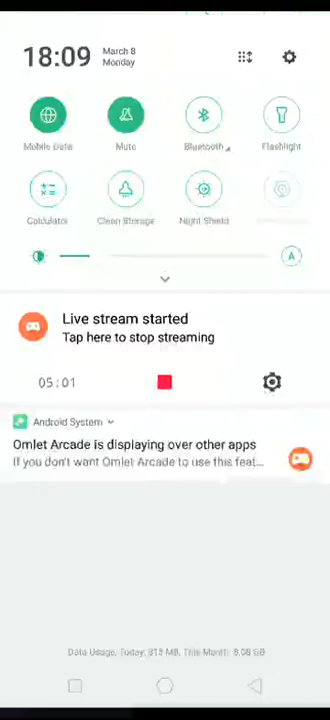 18:09
March 8
Monday
Mobile Data
Mute
Bluetooth
Flashlight
Calculator
Clean Storage
Night Shield
A
Live stream started
Tap here to stop streaming
05:01
Android System
Omlet Arcade is displaying over other apps
If you don't want Omlet Arcade to use this feat...
Data Usage, Today: 313 MB, This Month: 8.08 GB